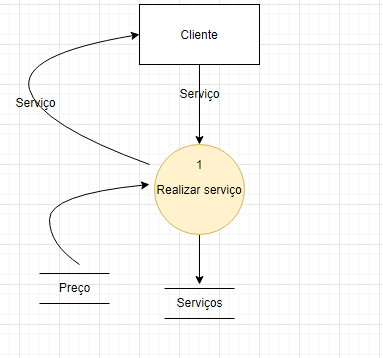 Cliente
Serviço
Serviço
1
Realizar serviço
Preço
Serviços